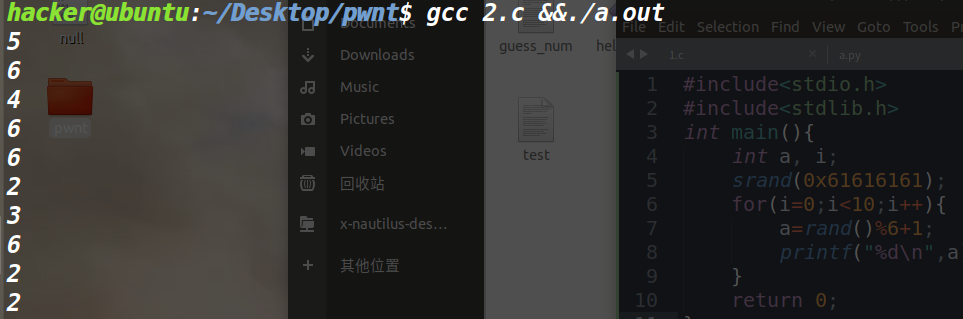 hacker@ubuntu:~/Desktop/pwnt$ gcc 2.c &&./a.out
5
6
4
6
6
2
3
6
2
2
null
pwnt
Documents
Downloads
Music
Pictures
Videos
回收站
x-nautilus-des...
其他位置
guess_num
hel
test
File Edit Selection Find View Goto Tools P
1.c × a.py
1 #include<stdio.h>
2 #include<stdlib.h>
3 int main(){
4 int a, i;
5 srand(0x61616161);
6 for(i=0;i<10;i++){
7 a=rand()%6+1;
8 printf("%d\n",a
9 }
10 return 0;